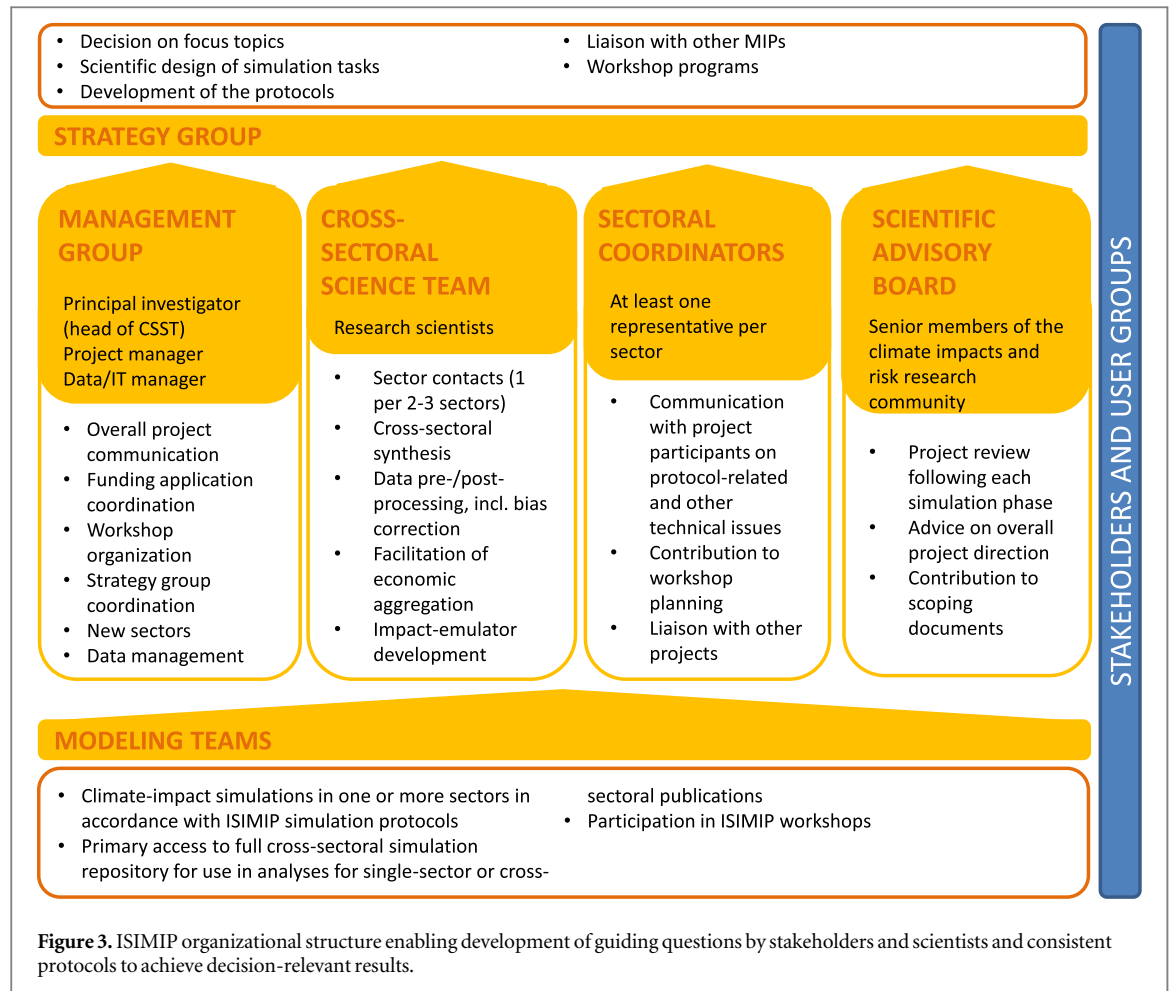 • Decision on focus topics
• Scientific design of simulation tasks
• Development of the protocols
• Liaison with other MIPs
• Workshop programs
STRATEGY GROUP
MANAGEMENT
GROUP
Principal investigator
(head of CSST)
Project manager
Data/IT manager
• Overall project
communication
• Funding application
coordination
• Workshop
organization
• Strategy group
coordination
• New sectors
• Data management
CROSS-
SECTORAL
SCIENCE TEAM
Research scientists
• Sector contacts (1
per 2-3 sectors)
• Cross-sectoral
synthesis
• Data pre-/post-
processing, incl. bias
correction
• Facilitation of
economic
aggregation
• Impact-emulator
development
SECTORAL
COORDINATORS
At least one
representative per
sector
• Communication
with project
participants on
protocol-related
and other
technical issues
• Contribution to
workshop
planning
• Liaison with other
projects
SCIENTIFIC
ADVISORY
BOARD
Senior members of the
climate impacts and
risk research
community
• Project review
following each
simulation phase
• Advice on overall
project direction
• Contribution to
scoping
documents
STAKEHOLDERS AND USER GROUPS
MODELING TEAMS
• Climate-impact simulations in one or more sectors in
accordance with ISIMIP simulation protocols
• Primary access to full cross-sectoral simulation
repository for use in analyses for single-sector or cross-
sectoral publications
• Participation in ISIMIP workshops
Figure 3. ISIMIP organizational structure enabling development of guiding questions by stakeholders and scientists and consistent
protocols to achieve decision-relevant results.